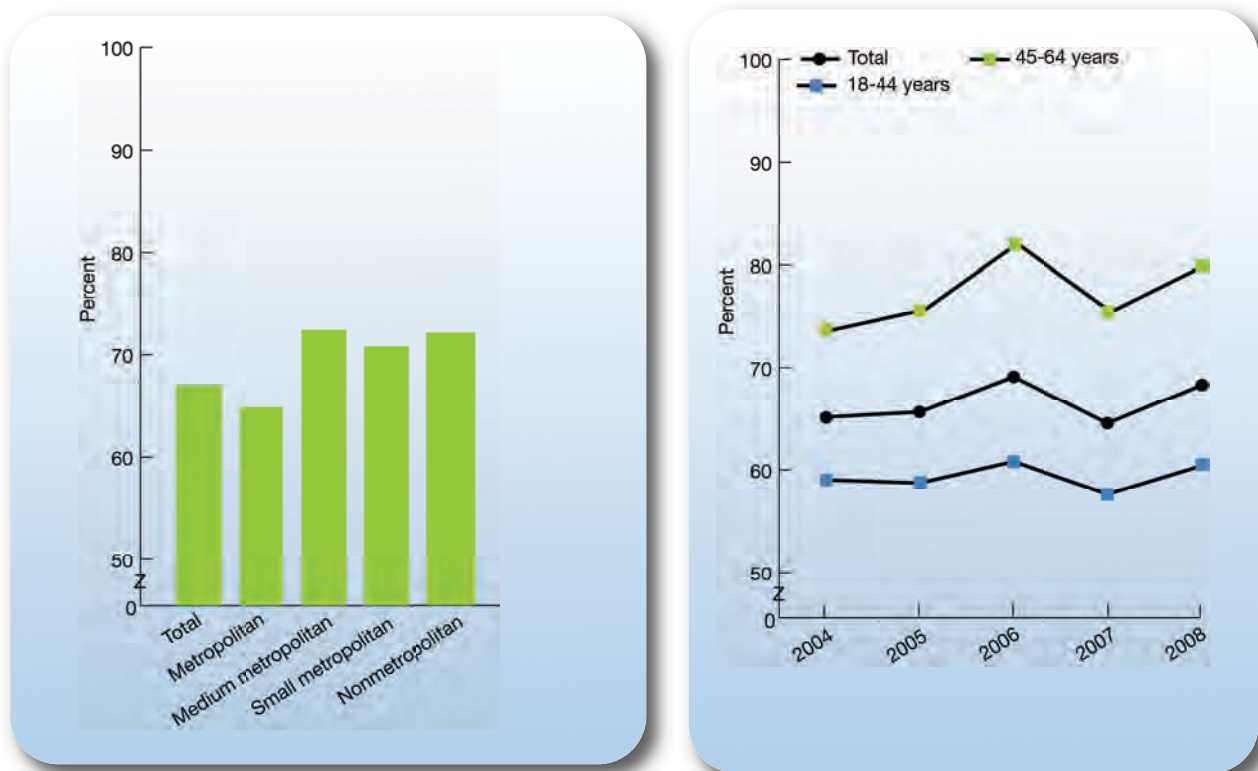 100
90
80
70
60
50
Z
0
Percent
Total
Metropolitan
Medium metropolitan
Small metropolitan
Nonmetropolitan
Total
45-64 years
18-44 years
100
90
80
70
60
50
Z
0
Percent
2004
2005
2006
2007
2008